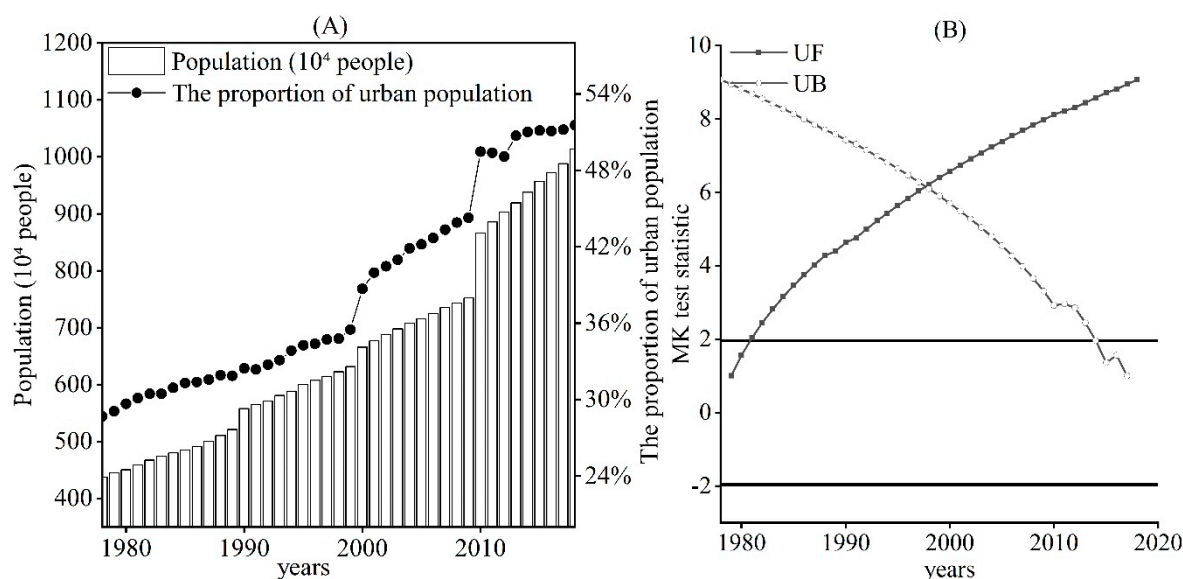 (A)
Population (10⁴ people)
The proportion of urban population
1200
1100
1000
900
800
700
600
500
400
Population (10⁴ people)
54%
48%
42%
36%
30%
24%
The proportion of urban population
1980
1990
2000
2010
years
(B)
UF
UB
10
8
6
4
2
0
-2
MK test statistic
1980
1990
2000
2010
2020
years